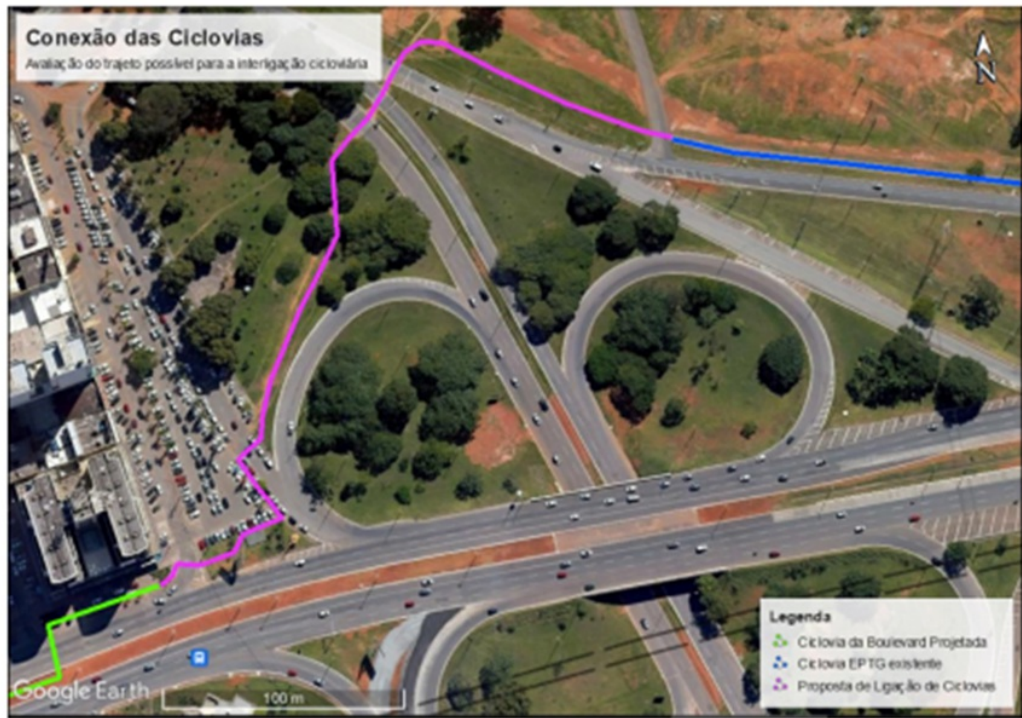 Conexão das Ciclovias
Avaliação do trajeto possível para a interligação cicloviária
N
Legenda
Ciclovia da Boulevard Projetada
Ciclovia EPTG existente
Proposta de Ligação de Ciclovias
Google Earth
100 m